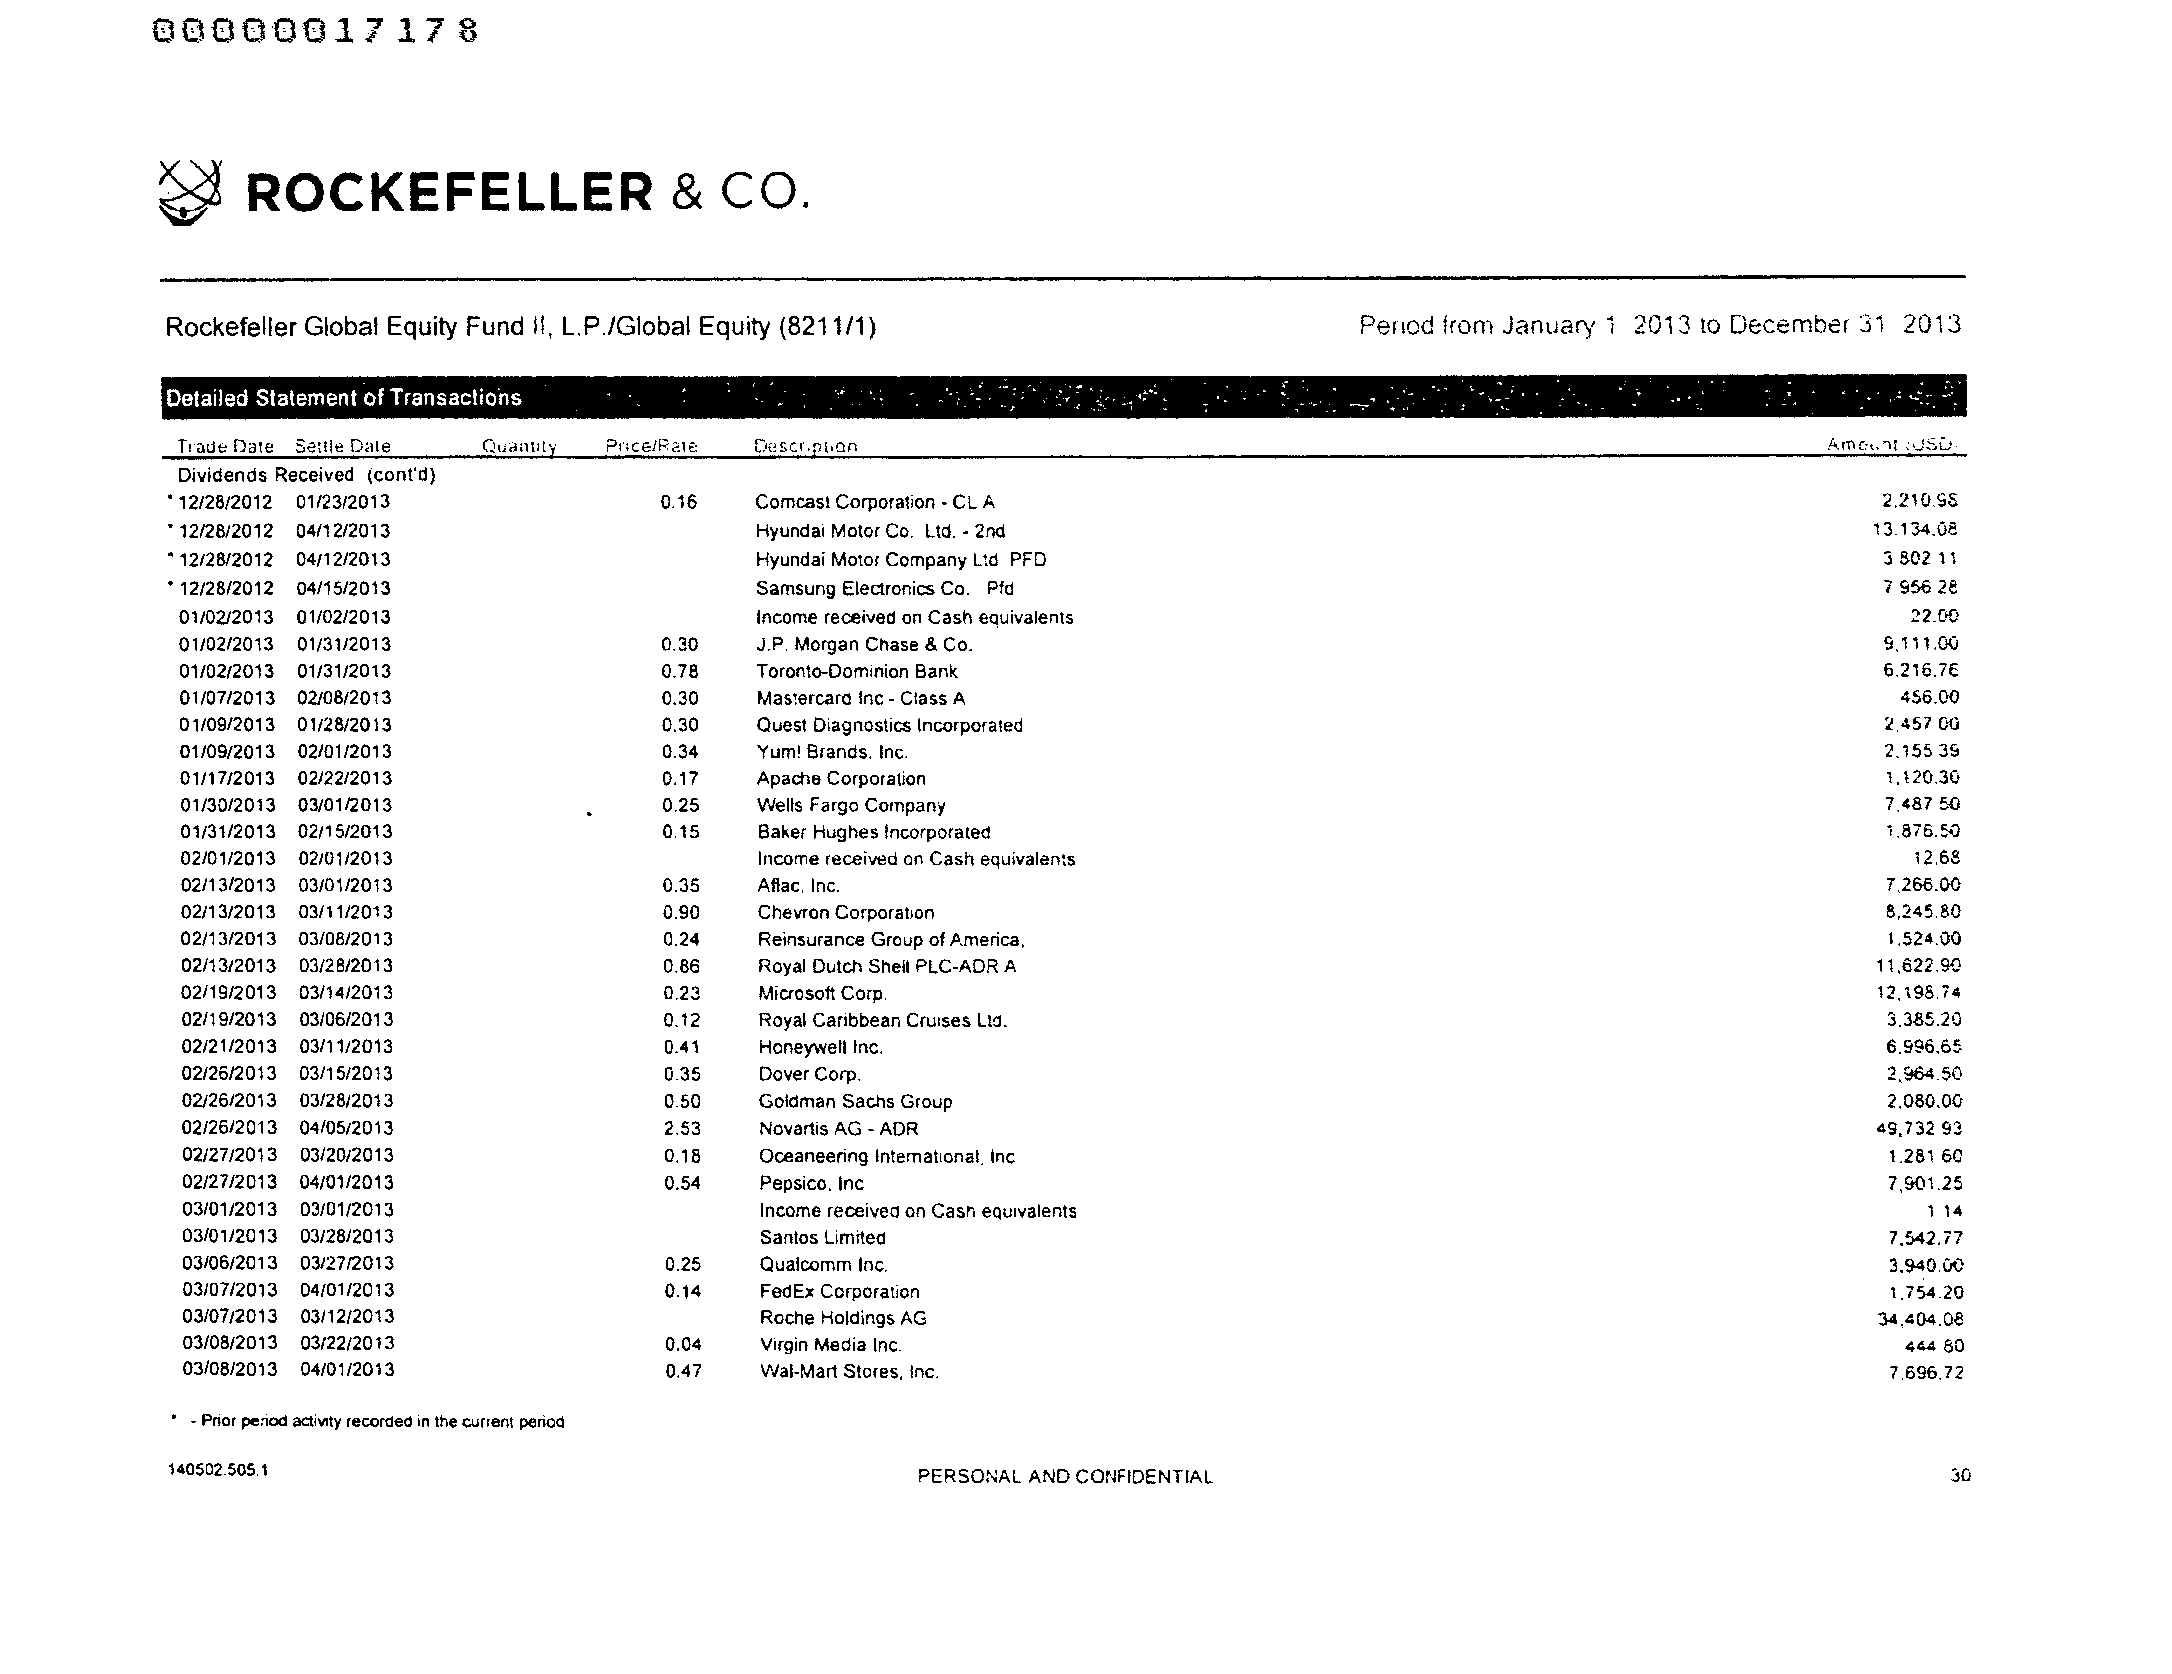 00000017178
ROCKEFELLER & CO.
Rockefeller Global Equity Fund II, L.P./Global Equity (8211/1) Period from January 1 2013 to December 31 2013
Detailed Statement of Transactions
Trade Date Settle Date Quantity Price/Rate Description Amount (USD)
Dividends Received (cont'd)
* 12/28/2012 01/23/2013 0.16 Comcast Corporation - CL A 2,210.98
* 12/28/2012 04/12/2013 Hyundai Motor Co. Ltd. - 2nd 13,134.08
* 12/28/2012 04/12/2013 Hyundai Motor Company Ltd PFD 3 802 11
* 12/28/2012 04/15/2013 Samsung Electronics Co. Pfd 7 956 28
01/02/2013 01/02/2013 Income received on Cash equivalents 22.00
01/02/2013 01/31/2013 0.30 J.P. Morgan Chase & Co. 9,111.00
01/02/2013 01/31/2013 0.78 Toronto-Dominion Bank 6,216.76
01/07/2013 02/08/2013 0.30 Mastercard Inc - Class A 456.00
01/09/2013 01/28/2013 0.30 Quest Diagnostics Incorporated 2,457 00
01/09/2013 02/01/2013 0.34 Yum! Brands, Inc. 2,155 39
01/17/2013 02/22/2013 0.17 Apache Corporation 1,120.30
01/30/2013 03/01/2013 0.25 Wells Fargo Company 7,487 50
01/31/2013 02/15/2013 0.15 Baker Hughes Incorporated 1,876.50
02/01/2013 02/01/2013 Income received on Cash equivalents 12.68
02/13/2013 03/01/2013 0.35 Aflac, Inc. 7,266.00
02/13/2013 03/11/2013 0.90 Chevron Corporation 8,245.80
02/13/2013 03/08/2013 0.24 Reinsurance Group of America, 1,524.00
02/13/2013 03/28/2013 0.86 Royal Dutch Shell PLC-ADR A 11,622.90
02/19/2013 03/14/2013 0.23 Microsoft Corp. 12,198.74
02/19/2013 03/06/2013 0.12 Royal Caribbean Cruises Ltd. 3,385.20
02/21/2013 03/11/2013 0.41 Honeywell Inc. 6,996.65
02/26/2013 03/15/2013 0.35 Dover Corp. 2,964.50
02/26/2013 03/28/2013 0.50 Goldman Sachs Group 2,080.00
02/26/2013 04/05/2013 2.53 Novartis AG - ADR 49,732 93
02/27/2013 03/20/2013 0.18 Oceaneering International, Inc 1,281 60
02/27/2013 04/01/2013 0.54 Pepsico, Inc 7,901.25
03/01/2013 03/01/2013 Income received on Cash equivalents 1 14
03/01/2013 03/28/2013 Santos Limited 7,542.77
03/06/2013 03/27/2013 0.25 Qualcomm Inc. 3,940.00
03/07/2013 04/01/2013 0.14 FedEx Corporation 1,754.20
03/07/2013 03/12/2013 Roche Holdings AG 34,404.08
03/08/2013 03/22/2013 0.04 Virgin Media Inc. 444 80
03/08/2013 04/01/2013 0.47 Wal-Mart Stores, Inc. 7,696.72
* - Prior period activity recorded in the current period
140502.505.1 PERSONAL AND CONFIDENTIAL 30